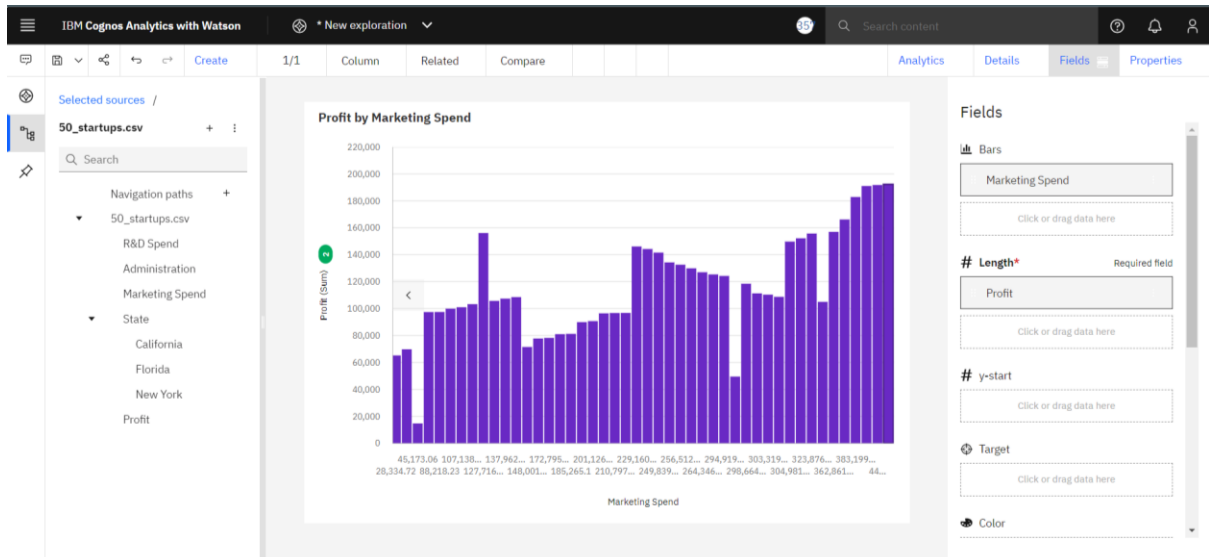 IBM Cognos Analytics with Watson
* New exploration
35°
Search content
Create
1/1
Column
Related
Compare
Analytics
Details
Fields
Properties
Selected sources /
50_startups.csv
Search
Navigation paths
50_startups.csv
R&D Spend
Administration
Marketing Spend
State
California
Florida
New York
Profit
Profit by Marketing Spend
220,000
200,000
180,000
160,000
140,000
120,000
100,000
80,000
60,000
40,000
20,000
0
Profit (Sum)
2
45,173.06 107,138... 137,962... 172,795... 201,126... 229,160... 256,512... 294,919... 303,319... 323,876... 383,199...
28,334.72 88,218.23 127,716... 148,001... 185,265.1 210,797... 249,839... 264,346... 298,664... 304,981... 362,861... 44...
Marketing Spend
Fields
Bars
Marketing Spend
Click or drag data here
# Length*
Required field
Profit
Click or drag data here
# y-start
Click or drag data here
Target
Click or drag data here
Color